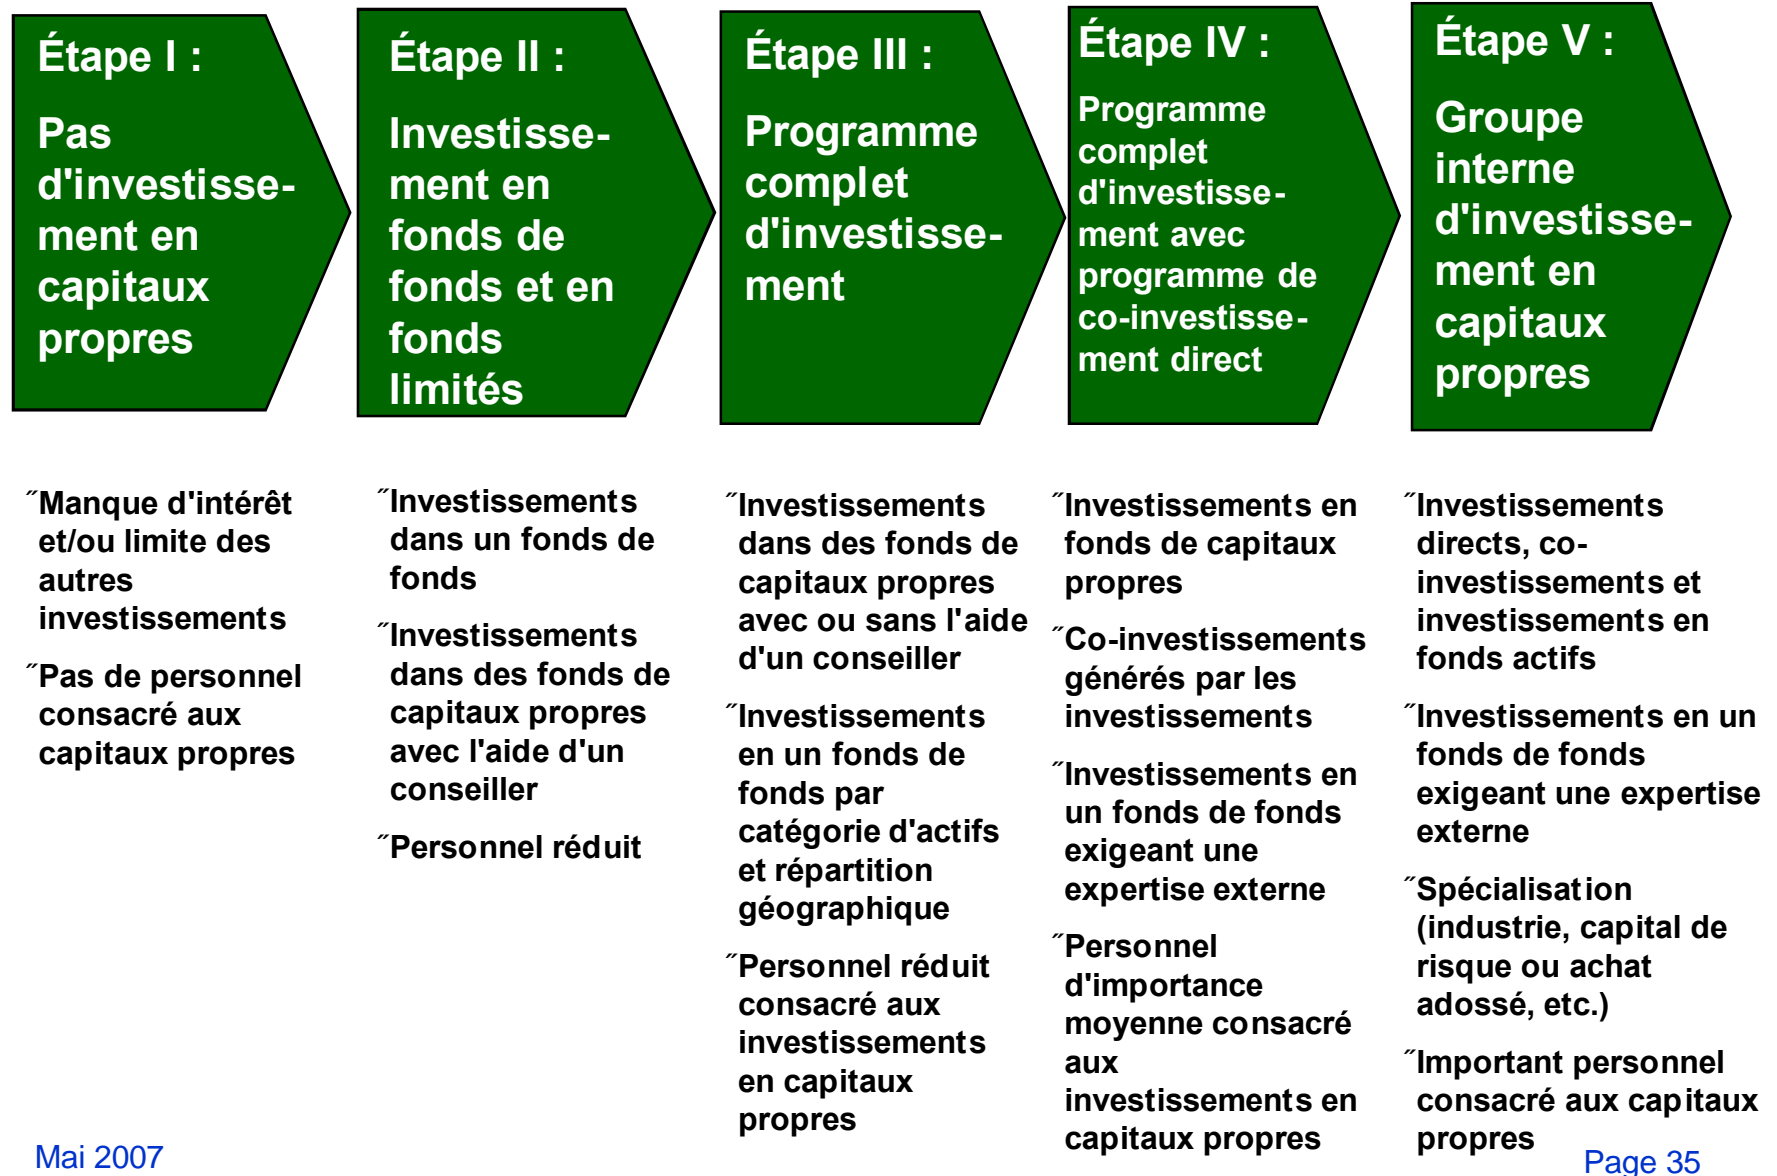 Étape I :
Pas
d'investisse-
ment en
capitaux
propres
Étape II :
Investisse-
ment en
fonds de
fonds et en
fonds
limités
Étape III :
Programme
complet
d'investisse-
ment
Étape IV :
Programme
complet
d'investisse-
ment avec
programme de
co-investisse-
ment direct
Étape V :
Groupe
interne
d'investisse-
ment en
capitaux
propres
˝Manque d'intérêt
et/ou limite des
autres
investissements
˝Pas de personnel
consacré aux
capitaux propres
˝Investissements
dans un fonds de
fonds
˝Investissements
dans des fonds de
capitaux propres
avec l'aide d'un
conseiller
˝Personnel réduit
˝Investissements
dans des fonds de
capitaux propres
avec ou sans l'aide
d'un conseiller
˝Investissements
en un fonds de
fonds par
catégorie d'actifs
et répartition
géographique
˝Personnel réduit
consacré aux
investissements
en capitaux
propres
˝Investissements en
fonds de capitaux
propres
˝Co-investissements
générés par les
investissements
˝Investissements en
un fonds de fonds
exigeant une
expertise externe
˝Personnel
d'importance
moyenne consacré
aux
investissements en
capitaux propres
˝Investissements
directs, co-
investissements et
investissements en
fonds actifs
˝Investissements en un
fonds de fonds
exigeant une expertise
externe
˝Spécialisation
(industrie, capital de
risque ou achat
adossé, etc.)
˝Important personnel
consacré aux capitaux
propres
Mai 2007
Page 35